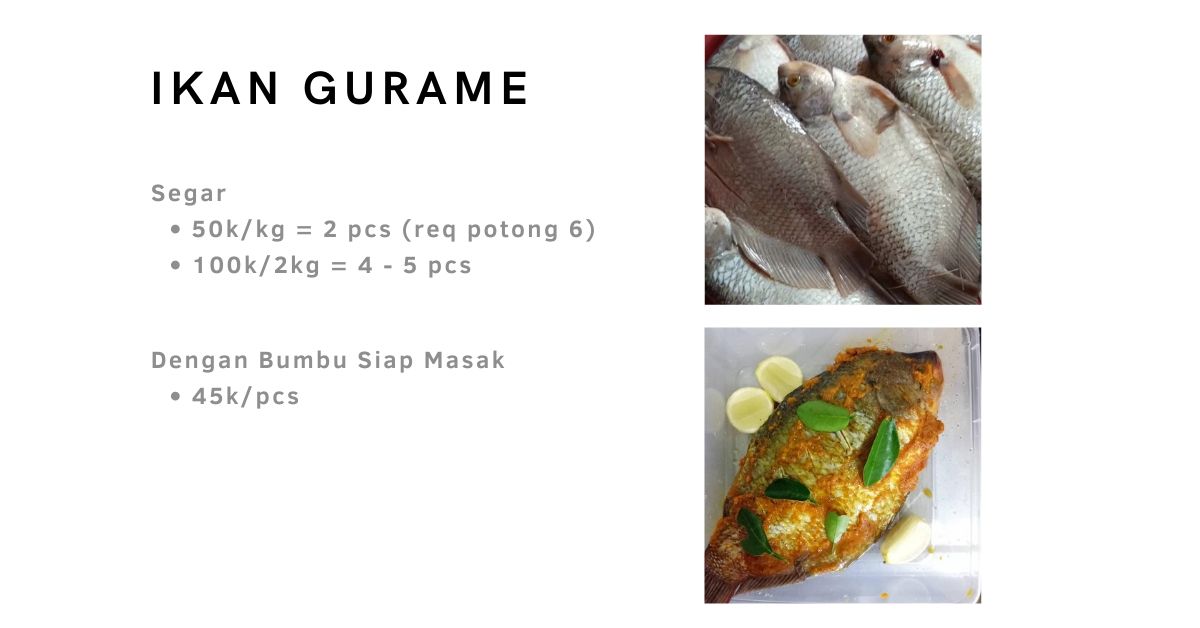 IKAN GURAME
Segar
• 50k/kg = 2 pcs (req potong 6)
• 100k/2kg = 4 - 5 pcs
Dengan Bumbu Siap Masak
• 45k/pcs